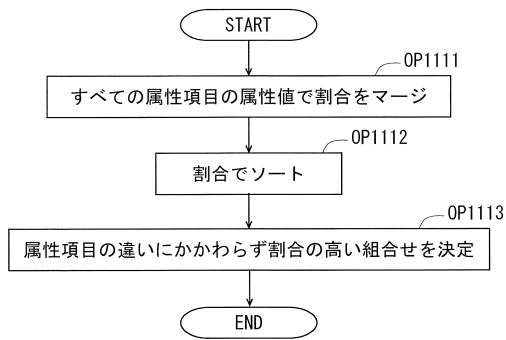 START
OP1111
すべての属性項目の属性値で割合をマージ
OP1112
割合でソート
OP1113
属性項目の違いにかかわらず割合の高い組合せを決定
END